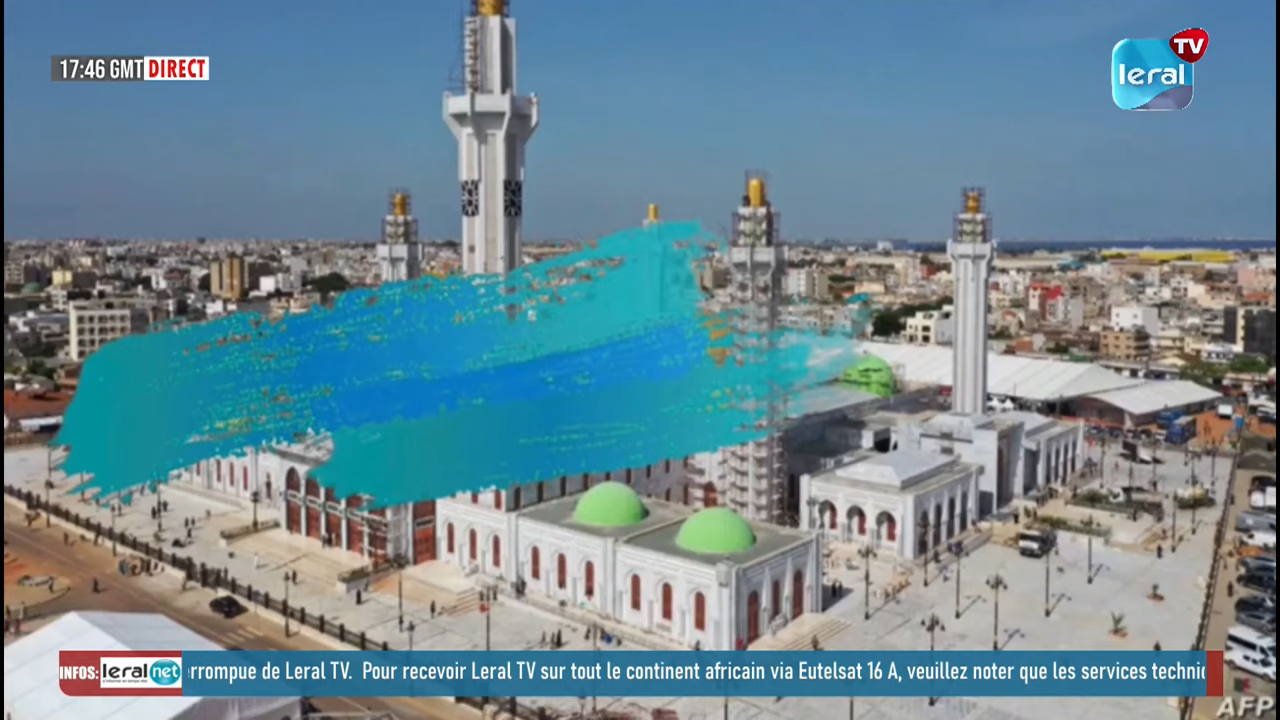 17:46 GMT DIRECT
TV
leral
INFOS: leral net rrompue de Leral TV. Pour recevoir Leral TV sur tout le continent africain via Eutelsat 16 A, veuillez noter que les services techni
AFP